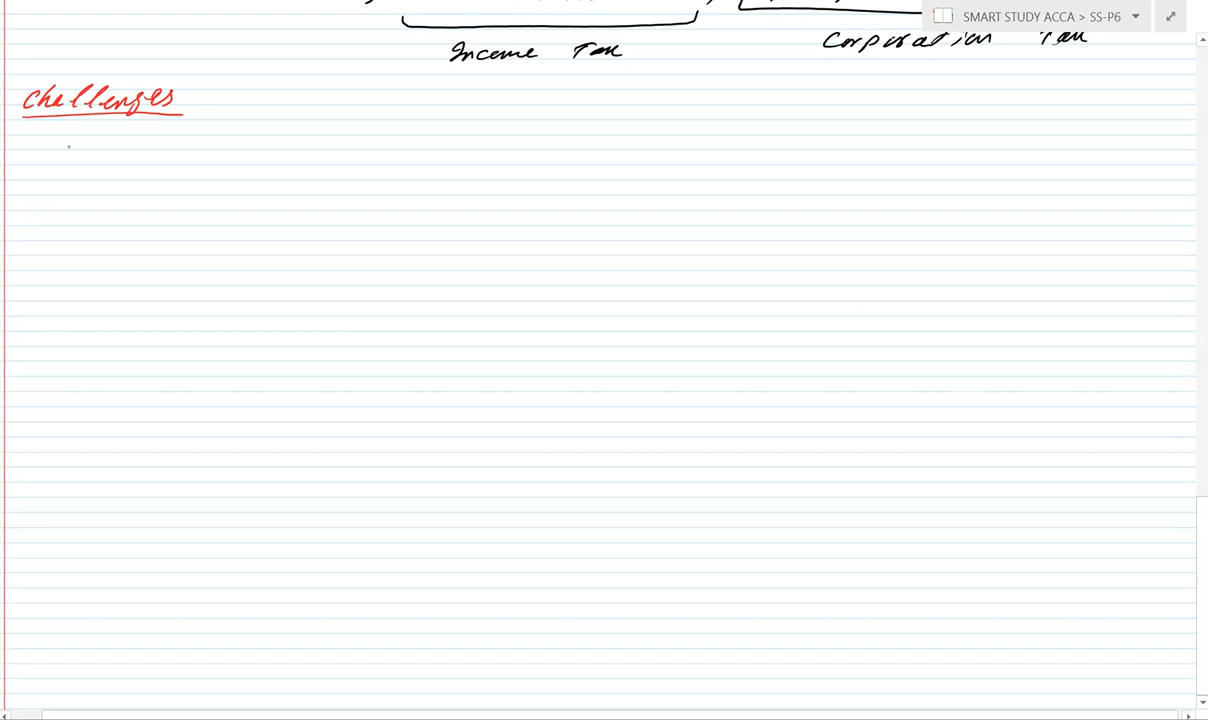 SMART STUDY ACCA > SS-P6
Income Tax Corporation Tax
Challenges